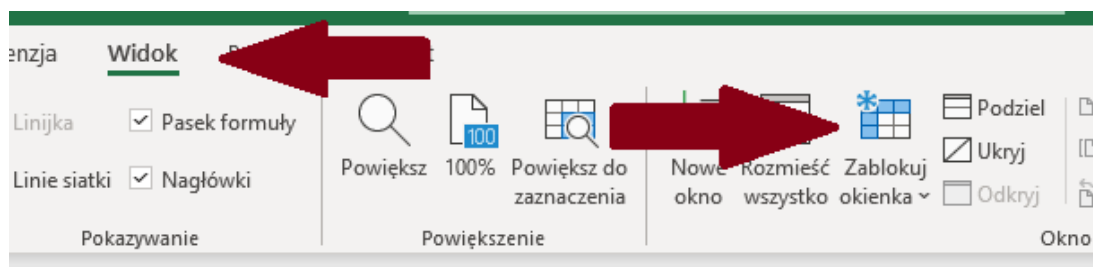 enzja Widok
Linijka Pasek formuły
Linie siatki Nagłówki
Pokazywanie
100
Powiększ 100% Powiększ do
zaznaczenia
Powiększenie
Nowe Rozmieść Zablokuj
okno wszystko okienka
Podziel
Ukryj
Odkryj
Okno